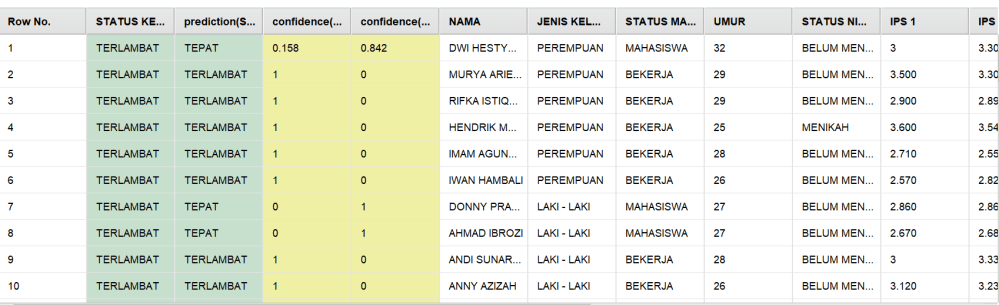 Row No. STATUS KE... prediction(S... confidence(... confidence(... NAMA JENIS KEL... STATUS MA... UMUR STATUS NI... IPS 1 IPS
1 TERLAMBAT TEPAT 0.158 0.842 DWI HESTY... PEREMPUAN MAHASISWA 32 BELUM MEN... 3 3.30
2 TERLAMBAT TERLAMBAT 1 0 MURYA ARIE... PEREMPUAN BEKERJA 29 BELUM MEN... 3.500 3.30
3 TERLAMBAT TERLAMBAT 1 0 RIFKA ISTIQ... PEREMPUAN BEKERJA 29 BELUM MEN... 2.900 2.89
4 TERLAMBAT TERLAMBAT 1 0 HENDRIK M... PEREMPUAN BEKERJA 25 MENIKAH 3.600 3.54
5 TERLAMBAT TERLAMBAT 1 0 IMAM AGUN... PEREMPUAN BEKERJA 28 BELUM MEN... 2.710 2.55
6 TERLAMBAT TERLAMBAT 1 0 IWAN HAMBALI PEREMPUAN BEKERJA 26 BELUM MEN... 2.570 2.82
7 TERLAMBAT TEPAT 0 1 DONNY PRA... LAKI - LAKI MAHASISWA 27 BELUM MEN... 2.860 2.86
8 TERLAMBAT TEPAT 0 1 AHMAD IBROZI LAKI - LAKI MAHASISWA 27 BELUM MEN... 2.670 2.68
9 TERLAMBAT TERLAMBAT 1 0 ANDI SUNAR... LAKI - LAKI BEKERJA 28 BELUM MEN... 3 3.33
10 TERLAMBAT TERLAMBAT 1 0 ANNY AZIZAH LAKI - LAKI BEKERJA 26 BELUM MEN... 3.120 3.23